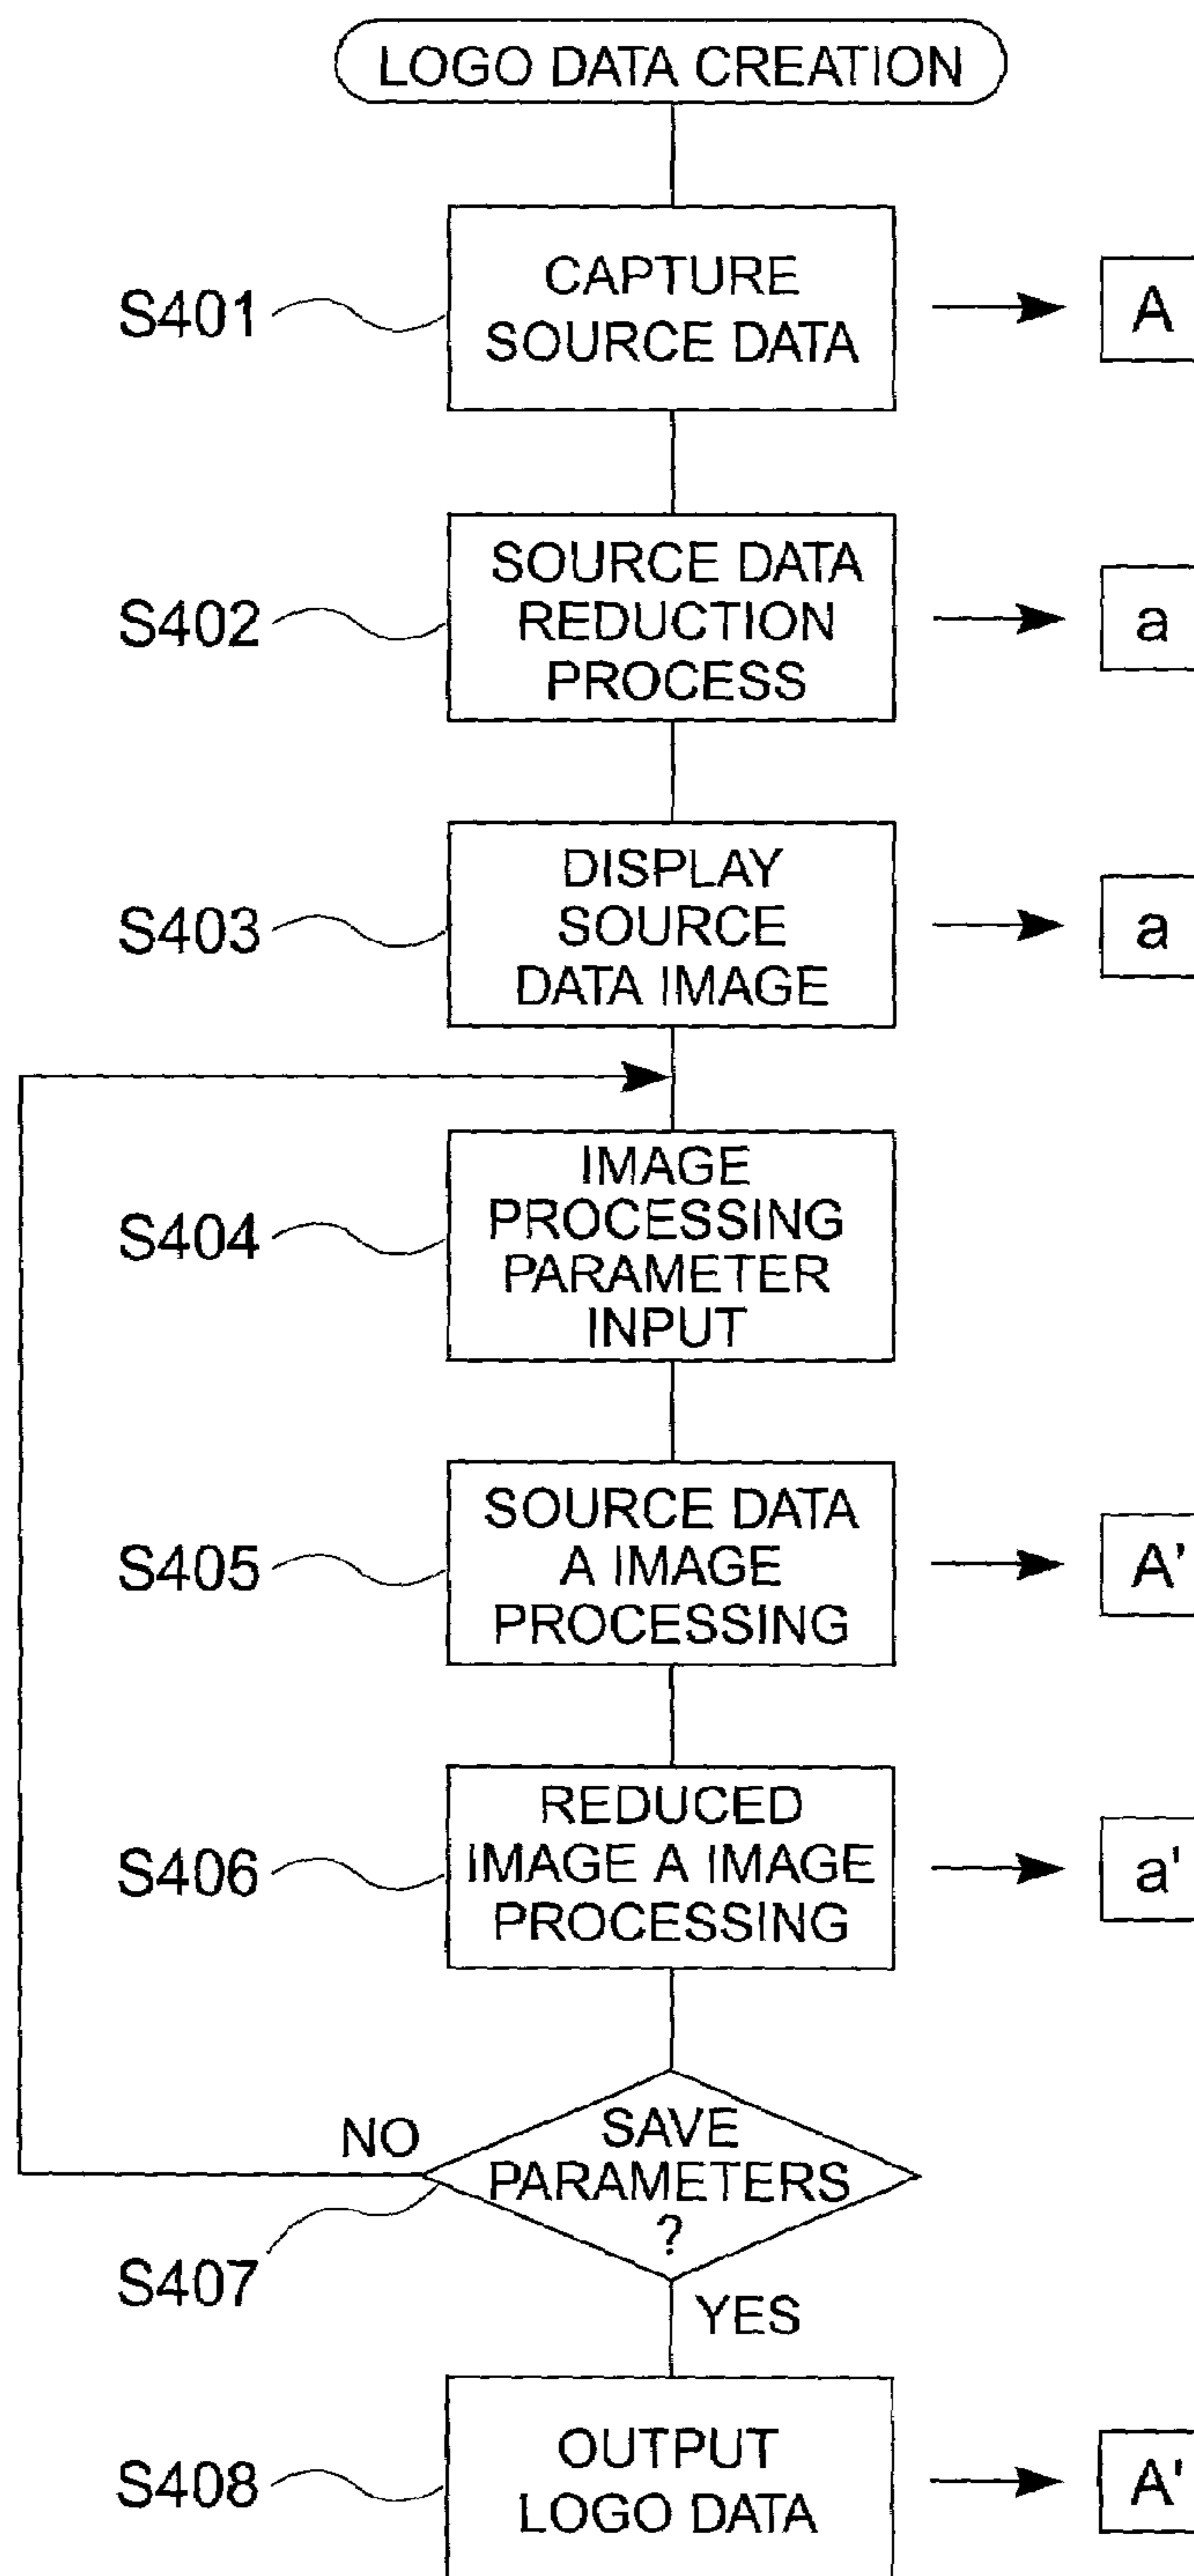 LOGO DATA CREATION
S401
CAPTURE
SOURCE DATA
A
S402
SOURCE DATA
REDUCTION
PROCESS
a
S403
DISPLAY
SOURCE
DATA IMAGE
a
S404
IMAGE
PROCESSING
PARAMETER
INPUT
S405
SOURCE DATA
A IMAGE
PROCESSING
A'
S406
REDUCED
IMAGE A IMAGE
PROCESSING
a'
NO
SAVE
PARAMETERS
?
S407
YES
S408
OUTPUT
LOGO DATA
A'